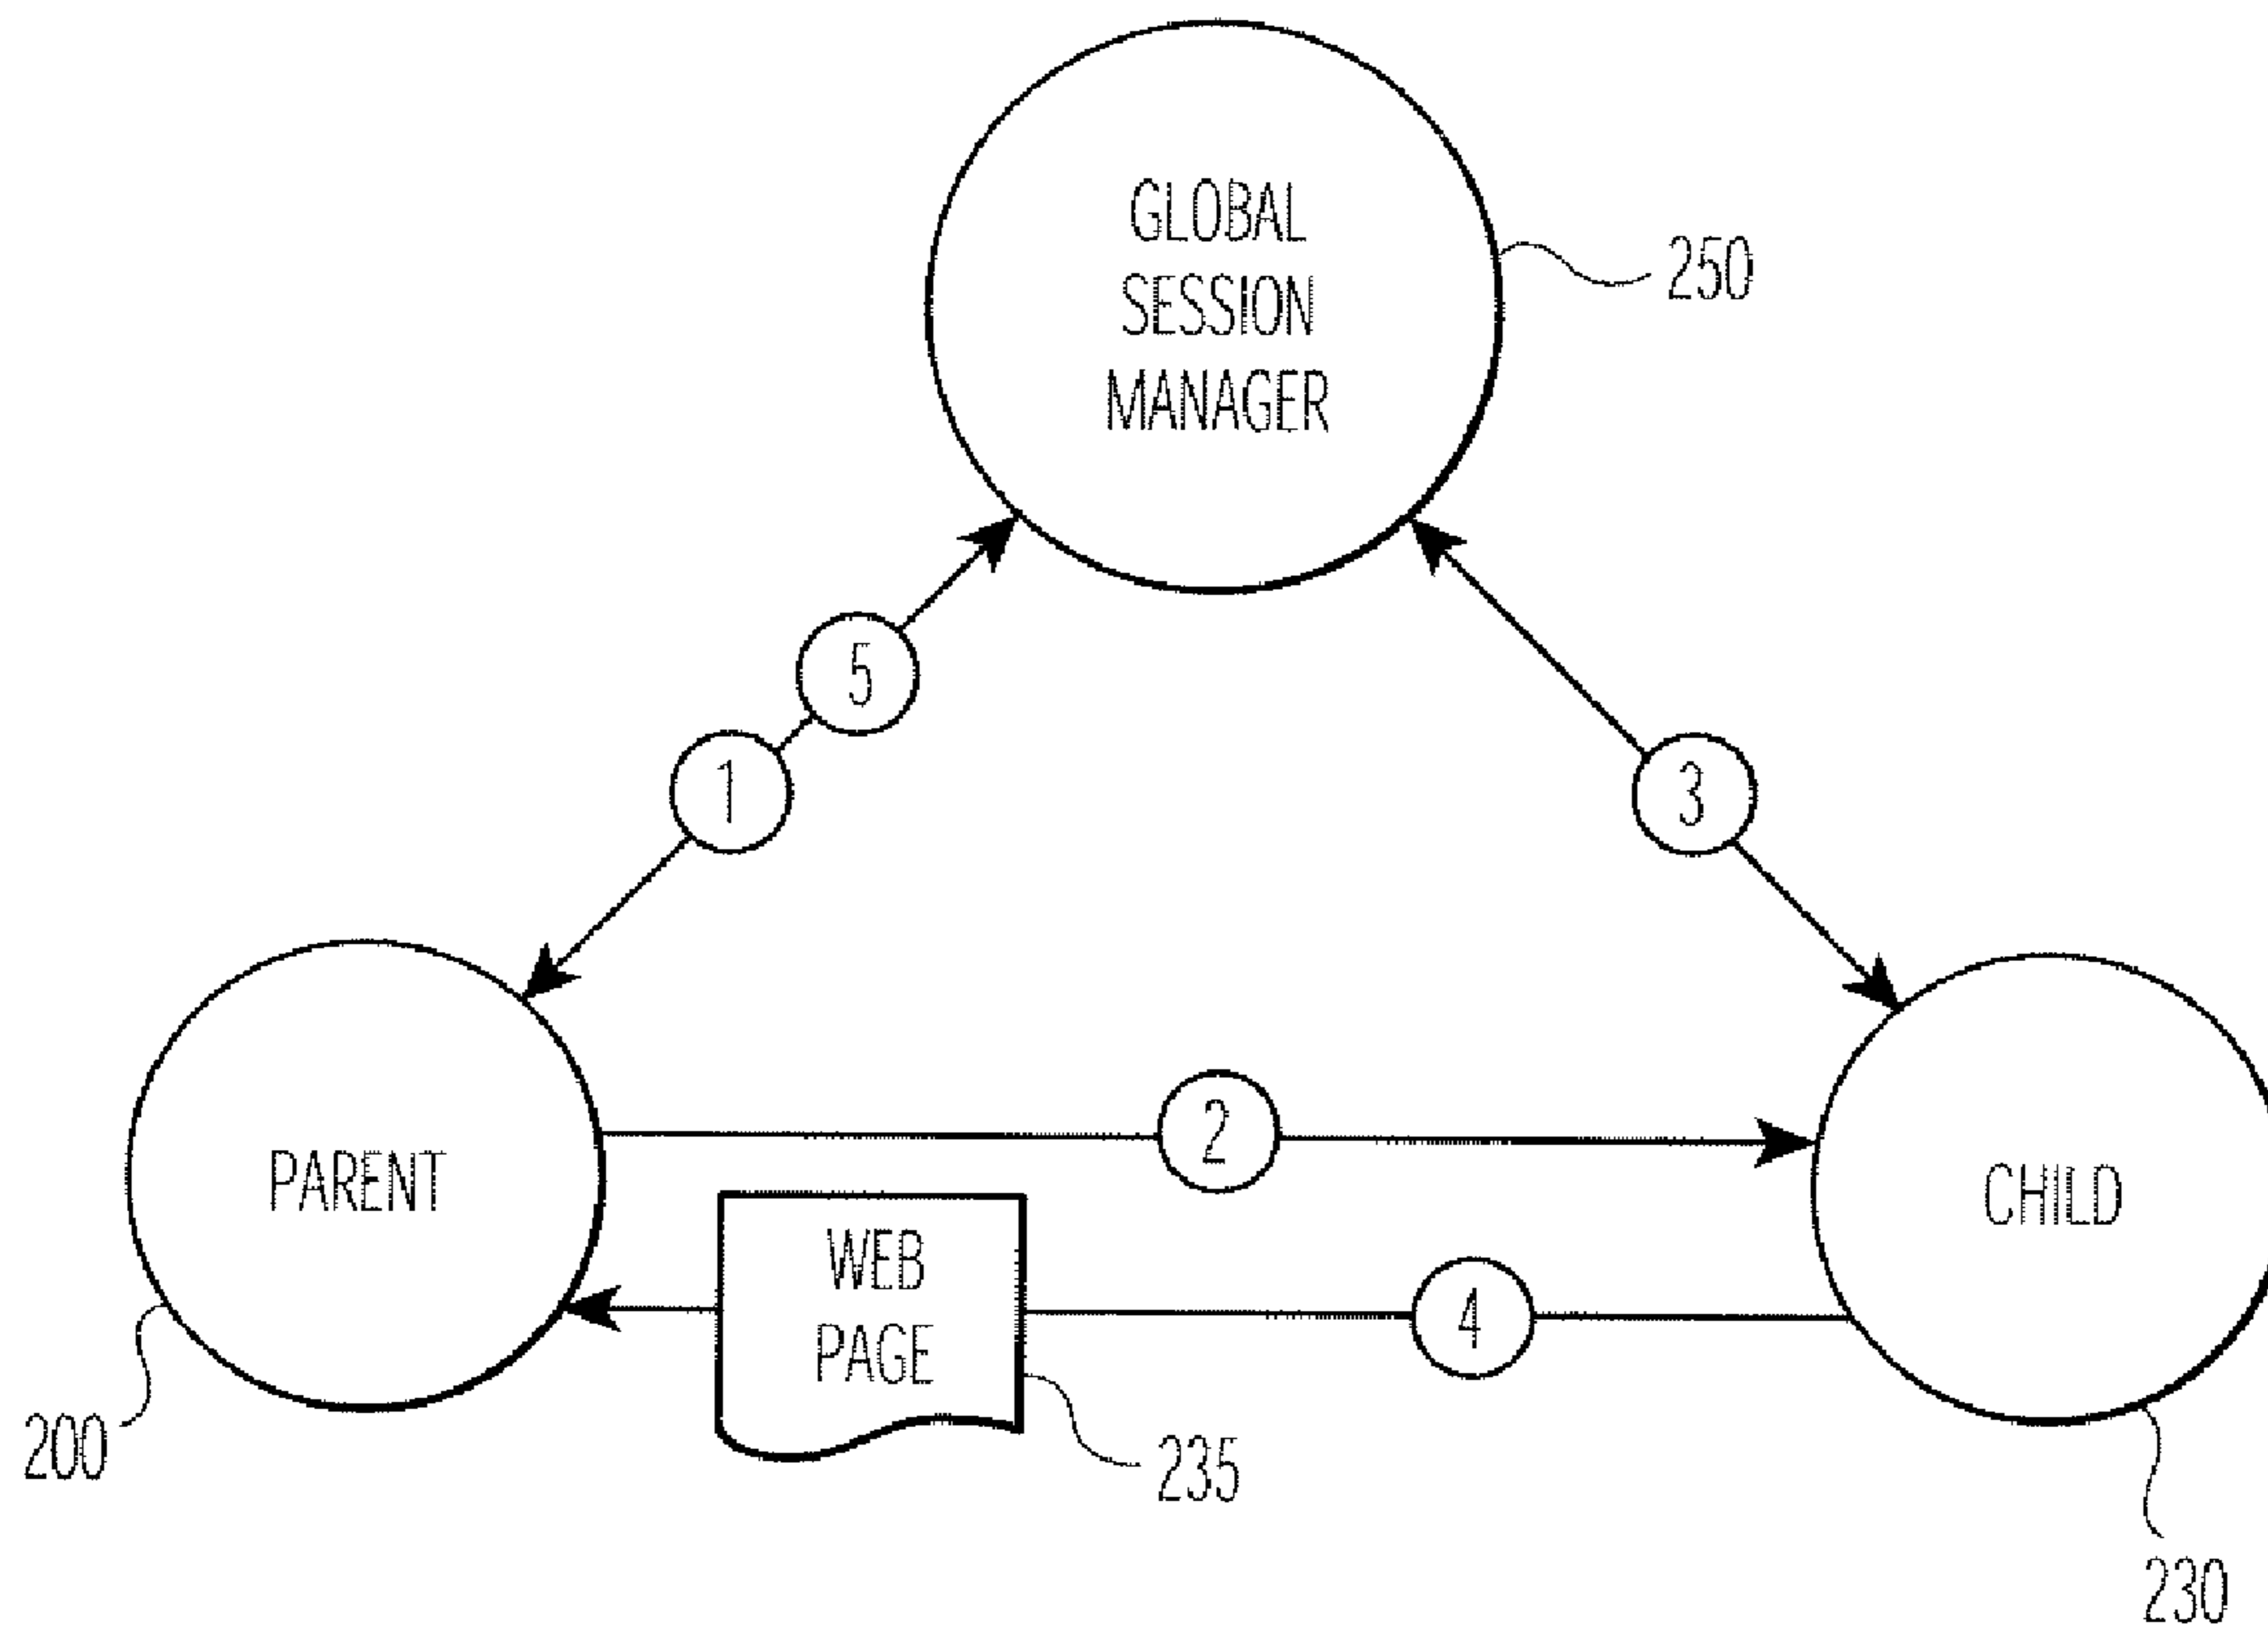 GLOBAL
SESSION
MANAGER
250
5
1
3
2
PARENT
CHILD
WEB
PAGE
4
200
235
230